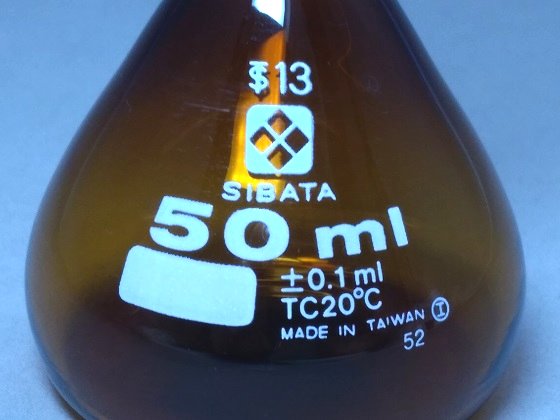 $13
SIBATA
50 ml
±0.1 ml
TC20°C
MADE IN TAIWAN Ⓘ
52